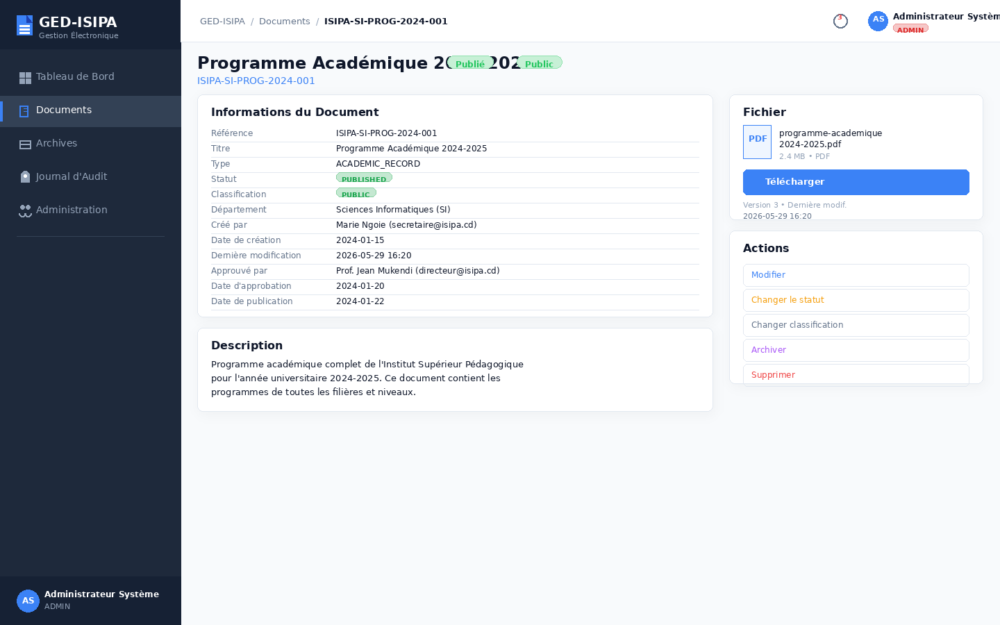 GED-ISIPA
Gestion Électronique
Tableau de Bord
Documents
Archives
Journal d'Audit
Administration
AS
Administrateur Système
ADMIN
GED-ISIPA / Documents / ISIPA-SI-PROG-2024-001
3
AS
Administrateur Systèm
ADMIN
Programme Académique 2 202
Publié
Public
ISIPA-SI-PROG-2024-001
Informations du Document
Référence ISIPA-SI-PROG-2024-001
Titre Programme Académique 2024-2025
Type ACADEMIC_RECORD
Statut PUBLISHED
Classification PUBLIC
Département Sciences Informatiques (SI)
Créé par Marie Ngoie (secretaire@isipa.cd)
Date de création 2024-01-15
Dernière modification 2026-05-29 16:20
Approuvé par Prof. Jean Mukendi (directeur@isipa.cd)
Date d'approbation 2024-01-20
Date de publication 2024-01-22
Description
Programme académique complet de l'Institut Supérieur Pédagogique
pour l'année universitaire 2024-2025. Ce document contient les
programmes de toutes les filières et niveaux.
Fichier
PDF
programme-academique
2024-2025.pdf
2.4 MB • PDF
Télécharger
Version 3 • Dernière modif.
2026-05-29 16:20
Actions
Modifier
Changer le statut
Changer classification
Archiver
Supprimer